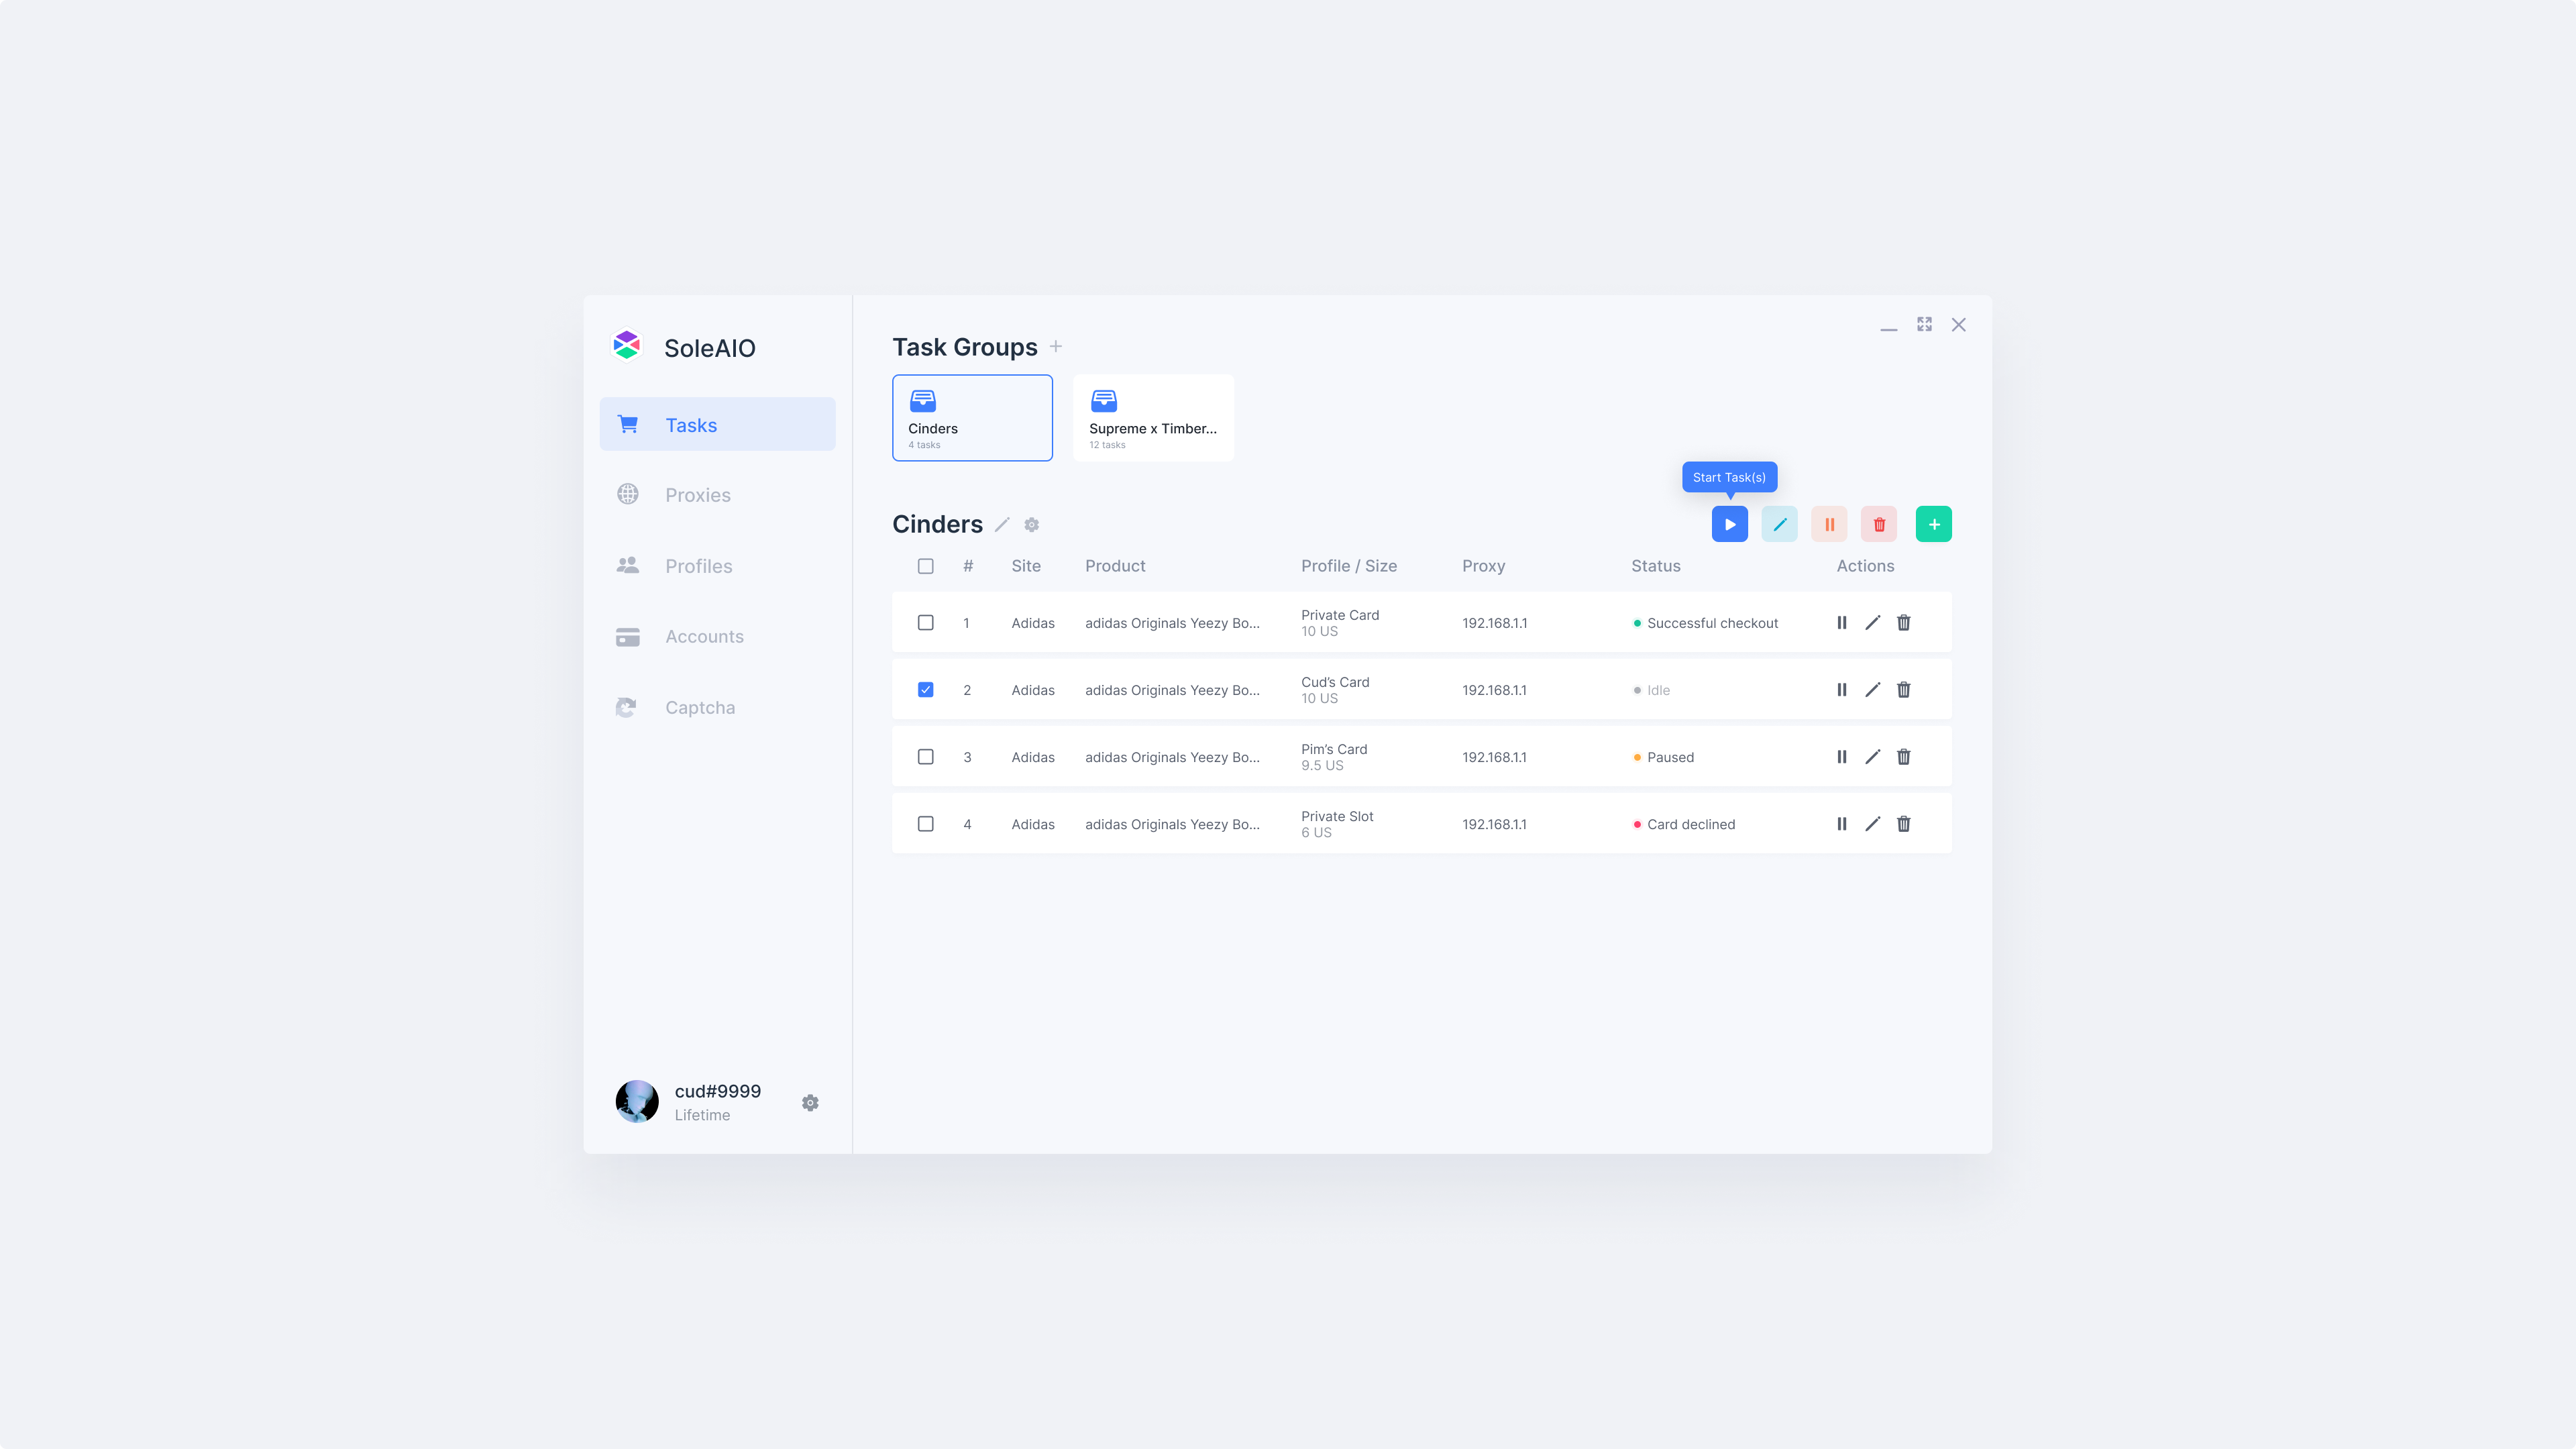 SoleAIO
Tasks
Proxies
Profiles
Accounts
Captcha
cud#9999
Lifetime
Task Groups
Cinders
4 tasks
Supreme x Timber...
12 tasks
Start Task(s)
Cinders
# Site Product Profile / Size Proxy Status Actions
1 Adidas adidas Originals Yeezy Bo... Private Card 192.168.1.1 Successful checkout
10 US
2 Adidas adidas Originals Yeezy Bo... Cud’s Card 192.168.1.1 Idle
10 US
3 Adidas adidas Originals Yeezy Bo... Pim’s Card 192.168.1.1 Paused
9.5 US
4 Adidas adidas Originals Yeezy Bo... Private Slot 192.168.1.1 Card declined
6 US